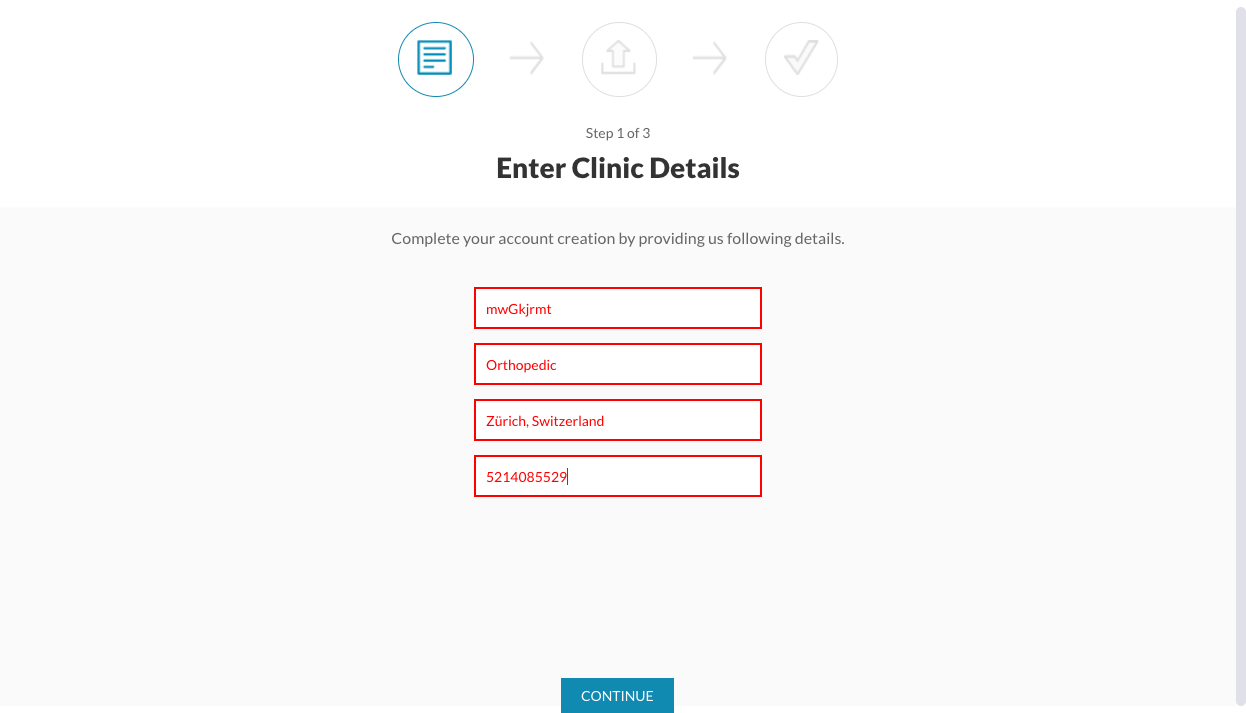 Step 1 of 3
Enter Clinic Details
Complete your account creation by providing us following details.
mwGkjrmt
Orthopedic
Zürich, Switzerland
5214085529
CONTINUE